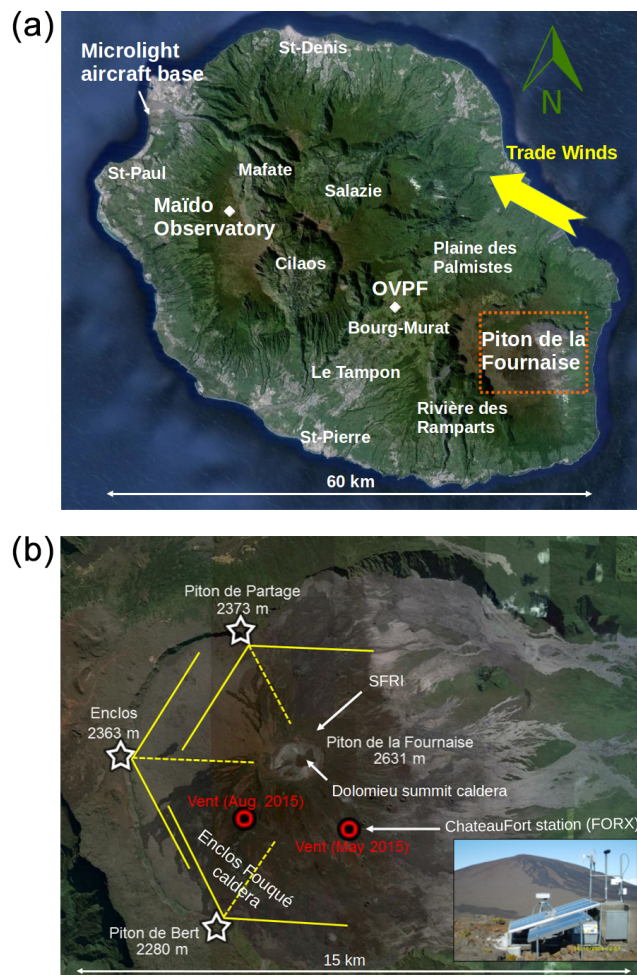 (a)
St-Denis
Microlight
aircraft base
N
Trade Winds
St-Paul
Mafate
Salazie
Maïdo
Observatory
Cilaos
Plaine des
Palmistes
OVPF
Bourg-Murat
Piton de la
Fournaise
Le Tampon
Rivière des
Ramparts
St-Pierre
60 km
(b)
Piton de Partage
2373 m
SFRI
Enclos
2363 m
Piton de la Fournaise
2631 m
Dolomieu summit caldera
Vent (Aug. 2015)
ChateauFort station (FORX)
Vent (May 2015)
Enclos Fouqué
caldera
Piton de Bert
2280 m
15 km